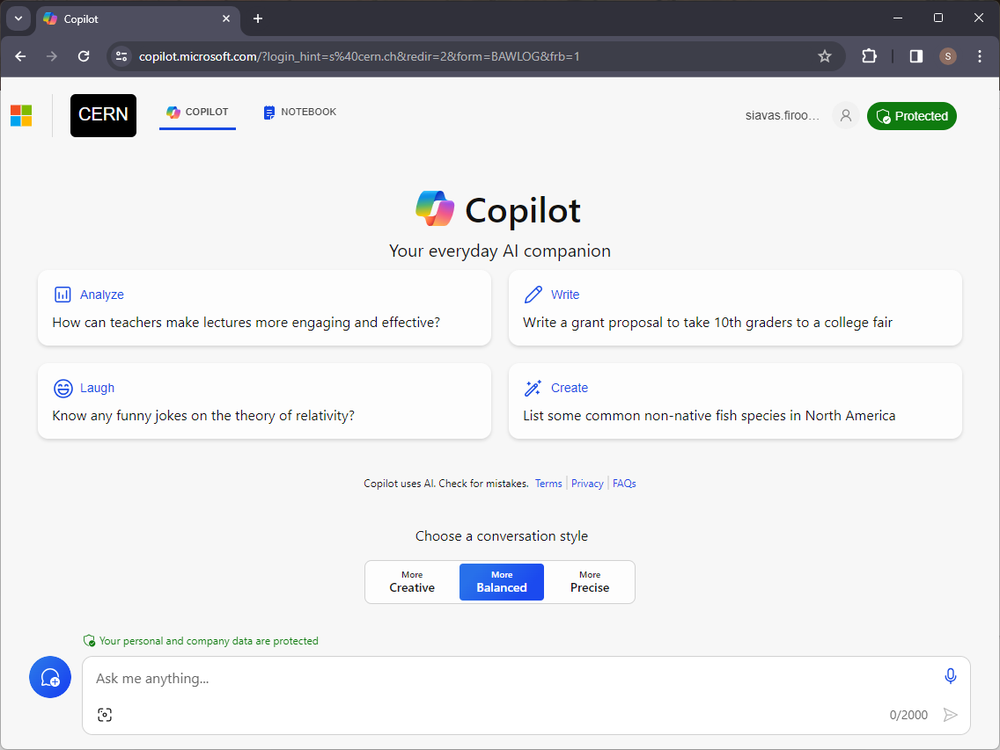 Copilot
copilot.microsoft.com/?login_hint=s%40cern.ch&redir=2&form=BAWLOG&frb=1
S
CERN
COPILOT
NOTEBOOK
siavas.firoo...
Protected
Copilot
Your everyday AI companion
Analyze
How can teachers make lectures more engaging and effective?
Write
Write a grant proposal to take 10th graders to a college fair
Laugh
Know any funny jokes on the theory of relativity?
Create
List some common non-native fish species in North America
Copilot uses AI. Check for mistakes. Terms Privacy FAQs
Choose a conversation style
More Creative
More Balanced
More Precise
Your personal and company data are protected
Ask me anything...
0/2000